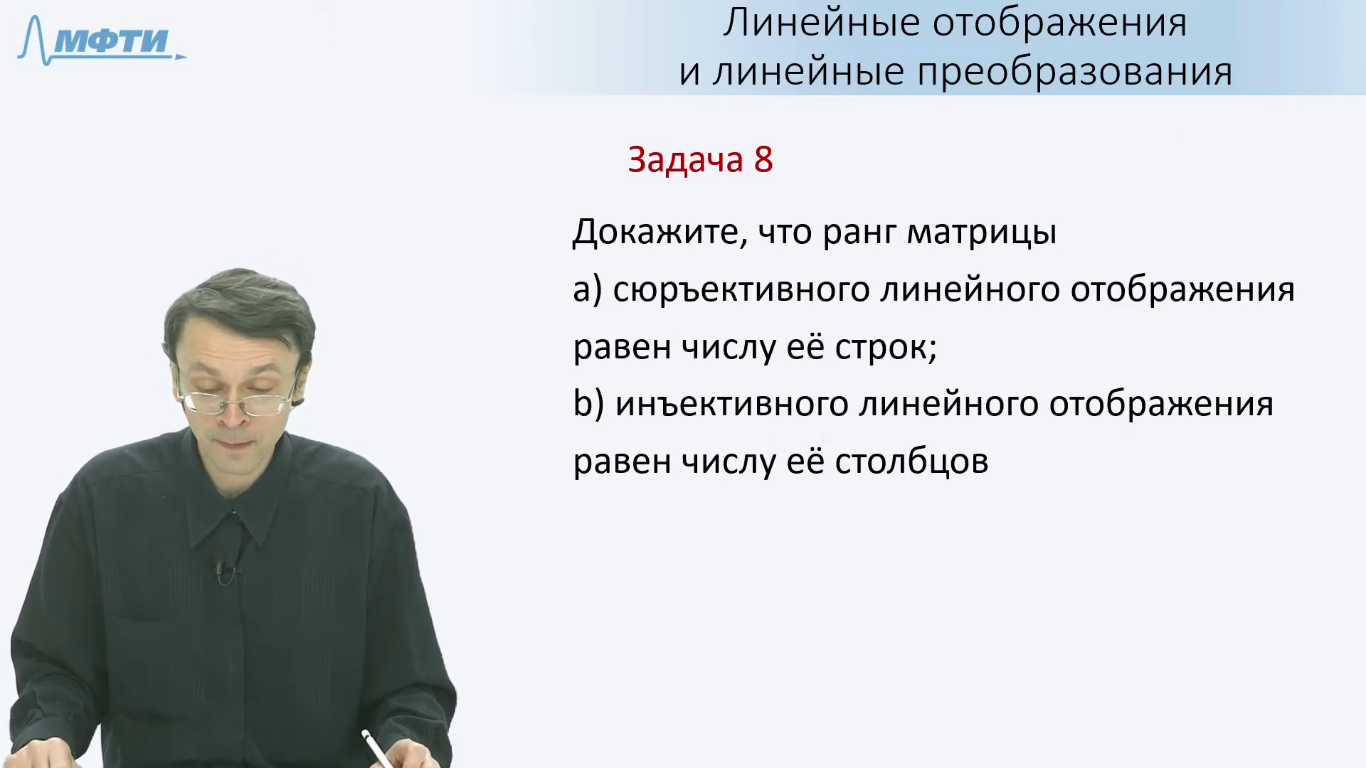 МФТИ
Линейные отображения
и линейные преобразования
Задача 8
Докажите, что ранг матрицы
a) сюръективного линейного отображения
равен числу её строк;
b) инъективного линейного отображения
равен числу её столбцов